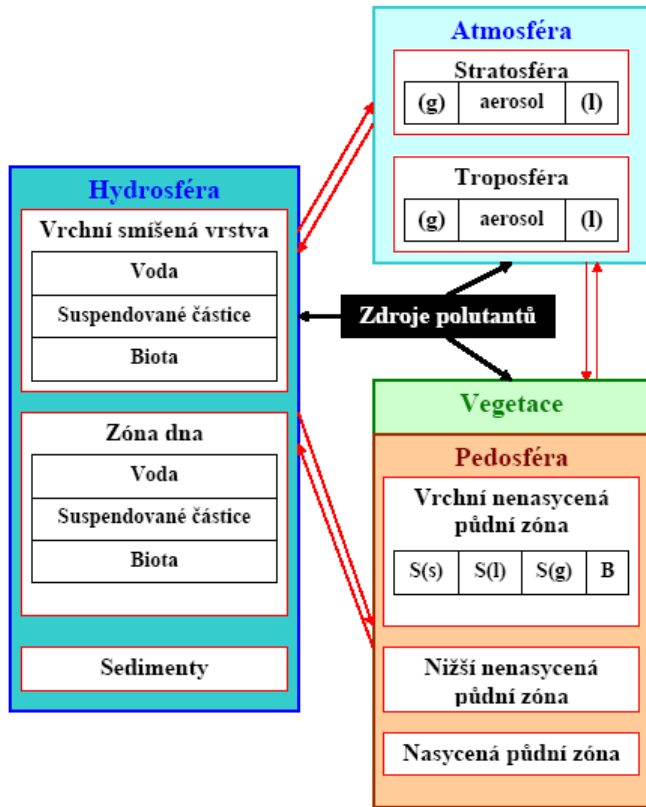 Atmosféra
Stratosféra
(g) aerosol (l)
Troposféra
(g) aerosol (l)
Hydrosféra
Vrchní smíšená vrstva
Voda
Suspendované částice
Biota
Zóna dna
Voda
Suspendované částice
Biota
Sedimenty
Zdroje polutantů
Vegetace
Pedosféra
Vrchní nenasycená
půdní zóna
S(s) S(l) S(g) B
Nižší nenasycená
půdní zóna
Nasycená půdní zóna